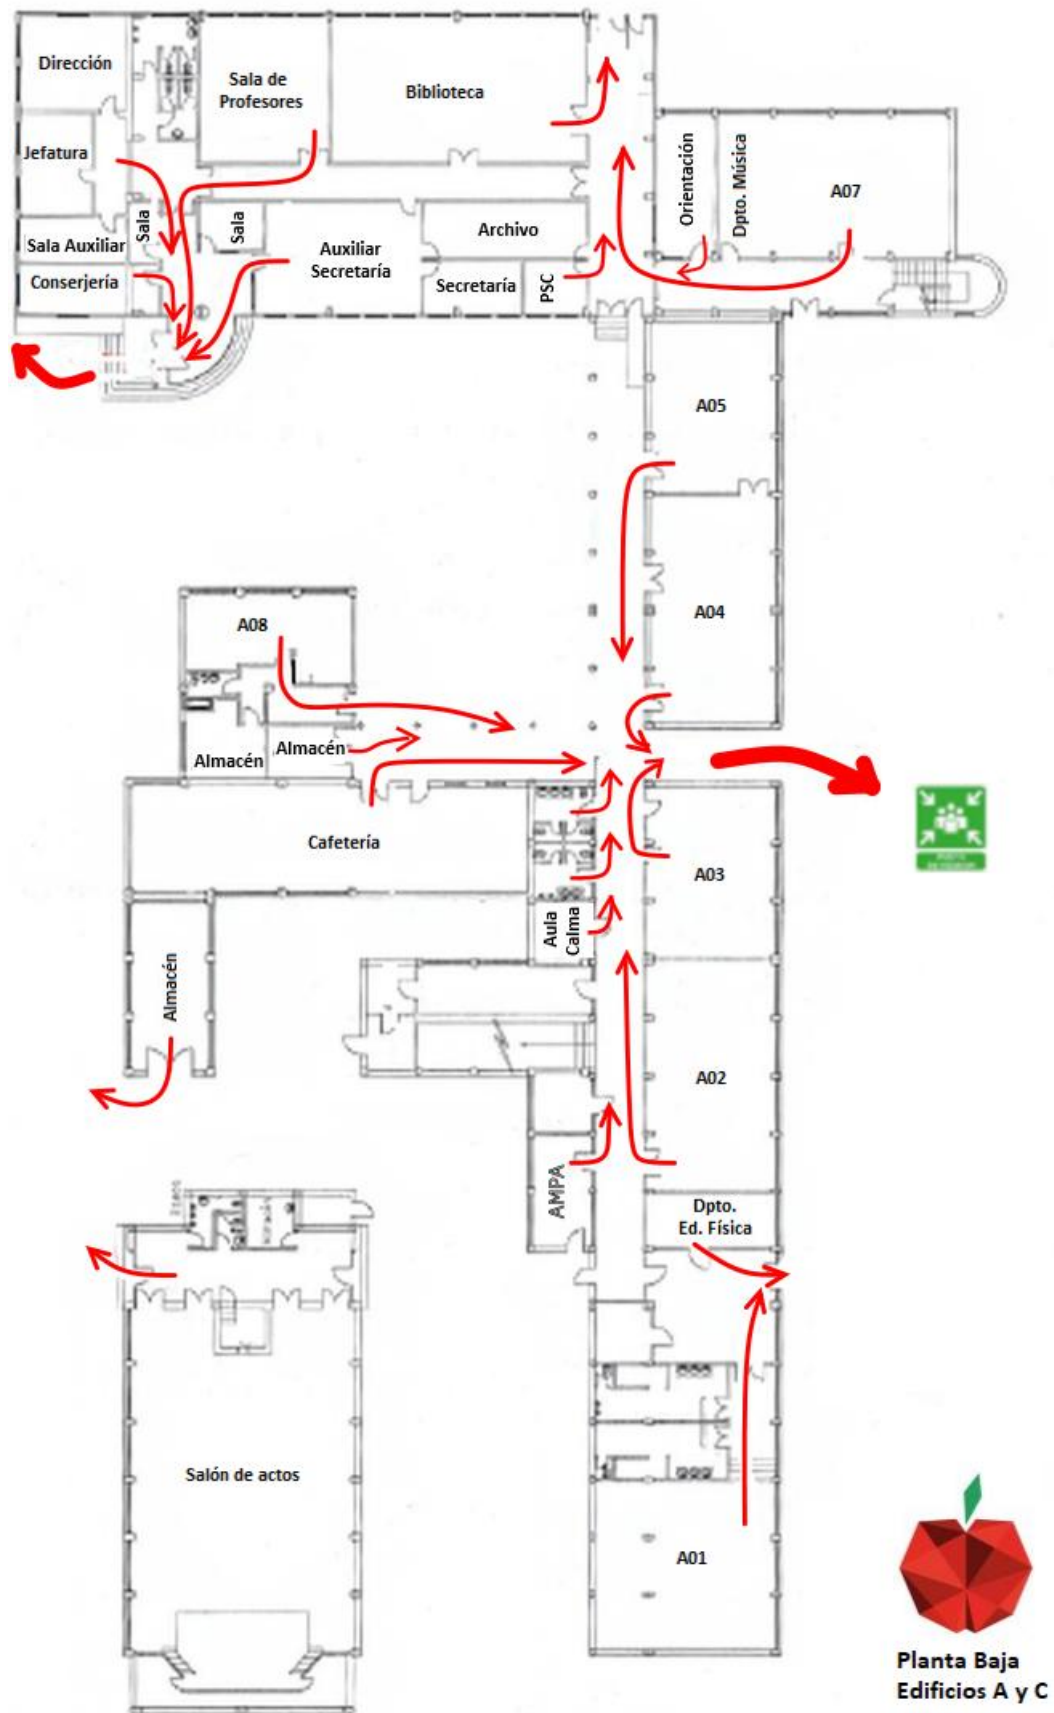 Dirección
Sala de
Profesores
Biblioteca
Jefatura
Orientación
Dpto. Música
A07
Sala
Sala
Sala Auxiliar
Auxiliar
Secretaría
Archivo
Conserjería
Secretaría
PSC
A05
A04
A08
Almacén
Almacén
Cafetería
A03
Aula
Calma
Almacén
A02
AMPA
Dpto.
Ed. Física
Salón de actos
A01
Planta Baja
Edificios A y C